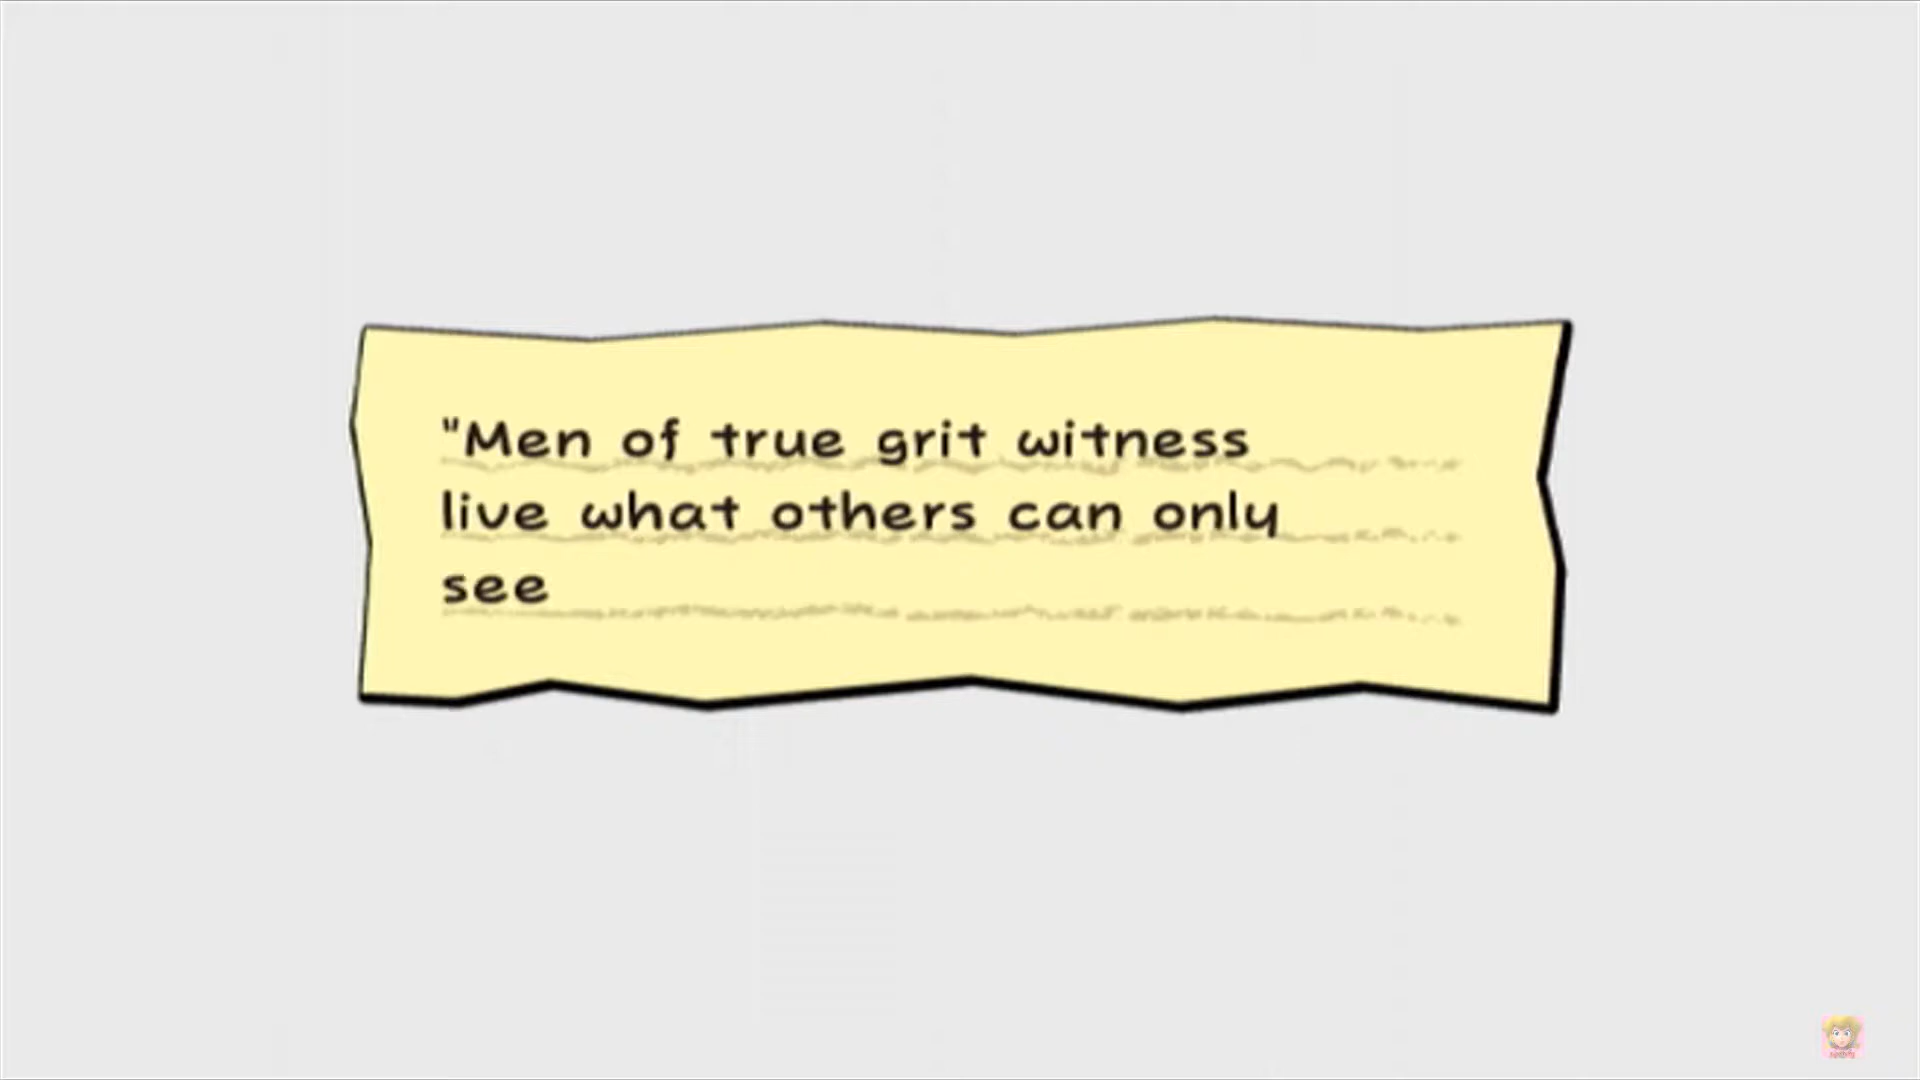 "Men of true grit witness
live what others can only
see